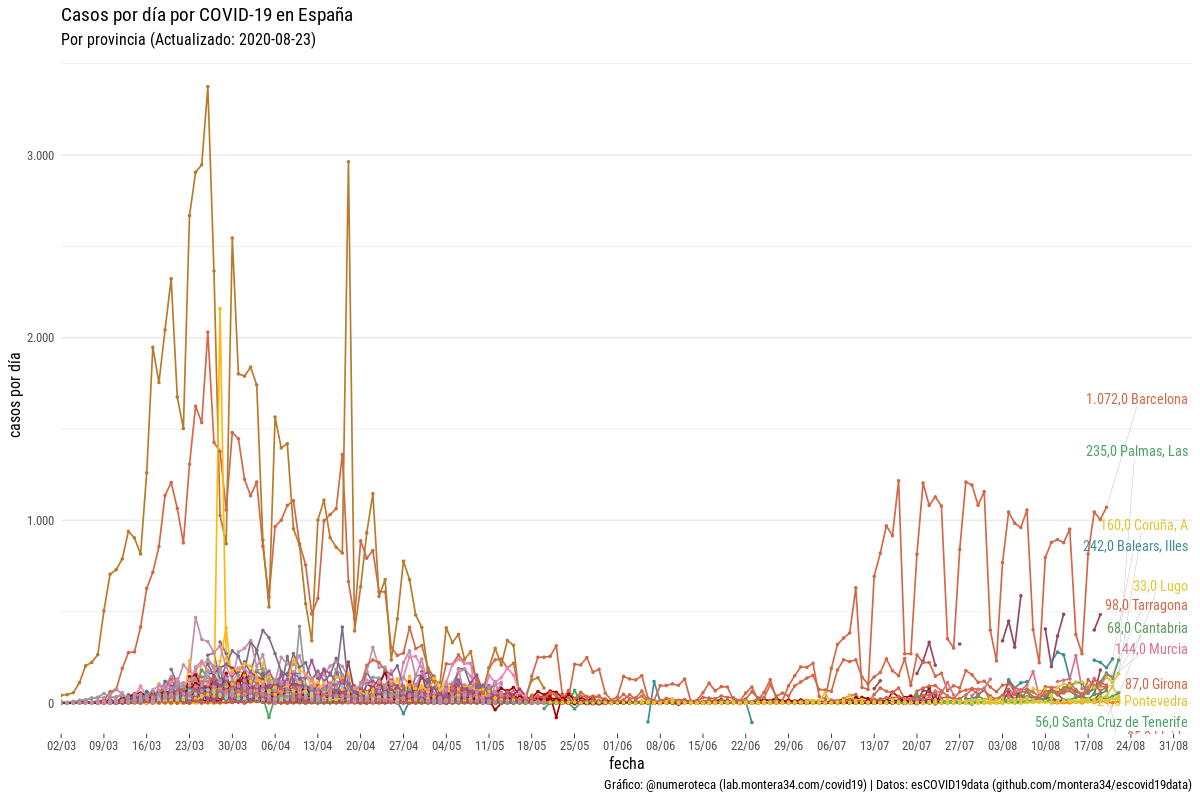 Casos por día por COVID-19 en España
Por provincia (Actualizado: 2020-08-23)
casos por día
3.000
2.000
1.000
0
1.072,0 Barcelona
235,0 Palmas, Las
160,0 Coruña, A
242,0 Balears, Illes
33,0 Lugo
98,0 Tarragona
68,0 Cantabria
144,0 Murcia
87,0 Girona
Pontevedra
56,0 Santa Cruz de Tenerife
02/03 09/03 16/03 23/03 30/03 06/04 13/04 20/04 27/04 4/05 11/05 18/05 25/05 01/06 08/06 15/06 22/06 29/06 06/07 13/07 20/07 27/07 03/08 10/08 17/08 24/08 31/08
fecha
Gráfico: @numeroteca (lab.montera34.com/covid19) | Datos: esCOVID19data (github.com/montera34/escovid19data)